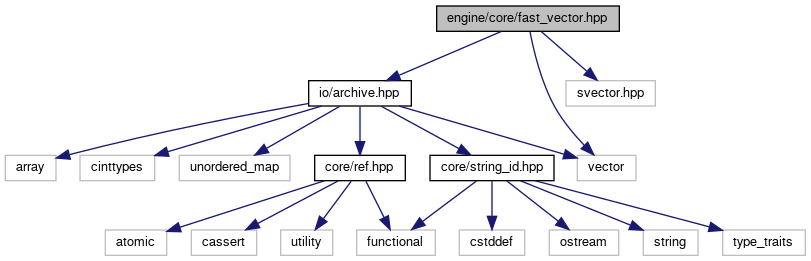 engine/core/fast_vector.hpp
io/archive.hpp
svector.hpp
array
cinttypes
unordered_map
core/ref.hpp
core/string_id.hpp
vector
atomic
cassert
utility
functional
cstddef
ostream
string
type_traits